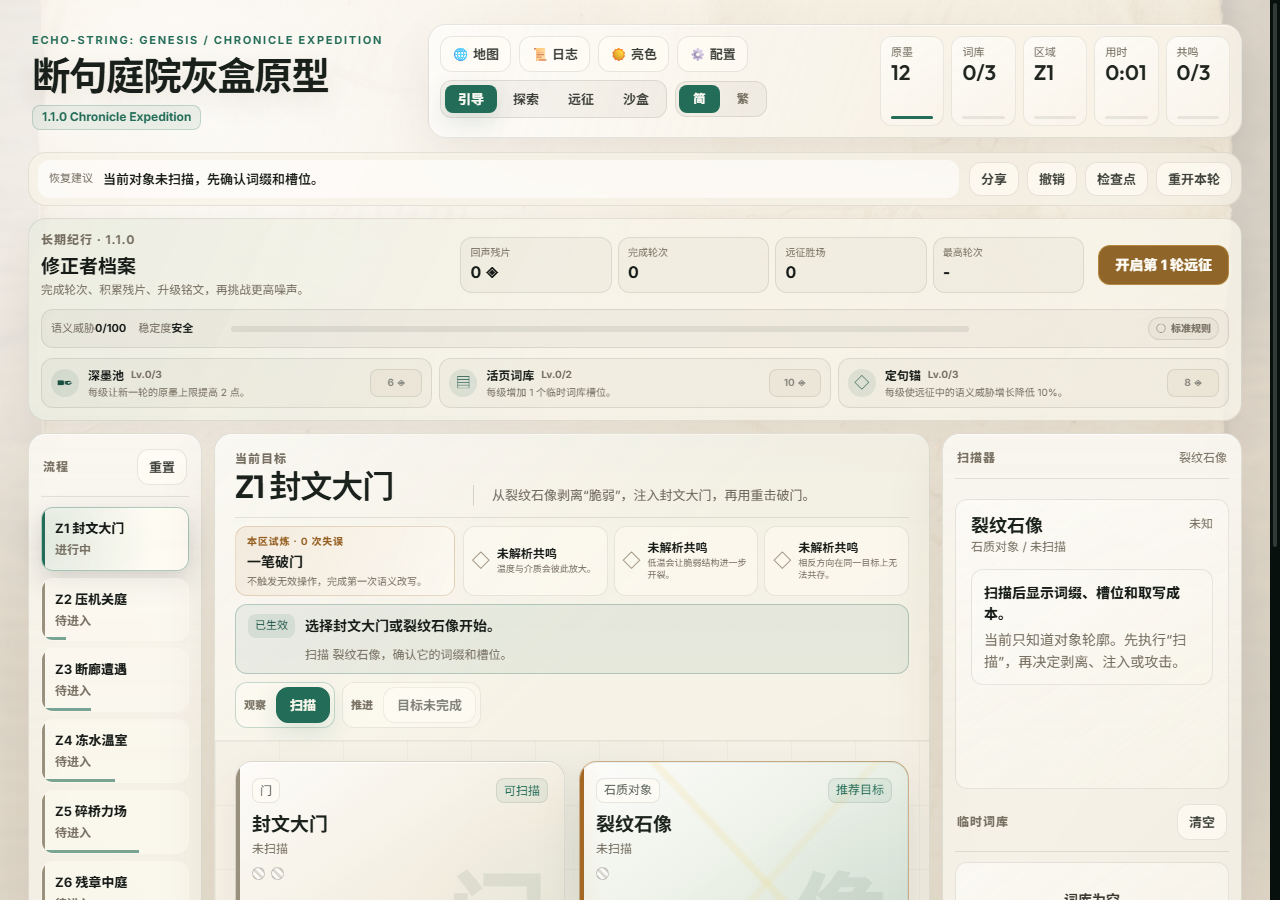 ECHO-STRING: GENESIS / CHRONICLE EXPEDITION
断句庭院灰盒原型
1.1.0 Chronicle Expedition
地图
日志
亮色
配置
引导
探索
远征
沙盒
简
繁
原墨
12
词库
0/3
区域
Z1
用时
0:01
共鸣
0/3
恢复建议 当前对象未扫描，先确认词缀和槽位。
分享
撤销
检查点
重开本轮
长期纪行 · 1.1.0
修正者档案
完成轮次、积累残片、升级铭文，再挑战更高噪声。
回声残片
0 ◈
完成轮次
0
远征胜场
0
最高轮次
-
开启第 1 轮远征
语义威胁0/100 稳定度安全
标准规则
深墨池 Lv.0/3
每级让新一轮的原墨上限提高 2 点。
6 ◈
活页词库 Lv.0/2
每级增加 1 个临时词库槽位。
10 ◈
定句锚 Lv.0/3
每级使远征中的语义威胁增长降低 10%。
8 ◈
流程
重置
Z1 封文大门
进行中
Z2 压机关庭
待进入
Z3 断廊遭遇
待进入
Z4 冻水温室
待进入
Z5 碎桥力场
待进入
Z6 残章中庭
当前目标
Z1 封文大门
从裂纹石像剥离“脆弱”，注入封文大门，再用重击破门。
本区试炼 · 0 次失误
一笔破门
不触发无效操作，完成第一次语义改写。
未解析共鸣
温度与介质会彼此放大。
未解析共鸣
低温会让脆弱结构进一步开裂。
未解析共鸣
相反方向在同一目标上无法共存。
已生效 选择封文大门或裂纹石像开始。
扫描 裂纹石像，确认它的词缀和槽位。
观察
扫描
推进
目标未完成
门
可扫描
封文大门
未扫描
门
石质对象
推荐目标
裂纹石像
未扫描
像
扫描器
裂纹石像
裂纹石像
未知
石质对象 / 未扫描
扫描后显示词缀、槽位和取写成本。
当前只知道对象轮廓。先执行“扫描”，再决定剥离、注入或攻击。
临时词库
清空
词库为空